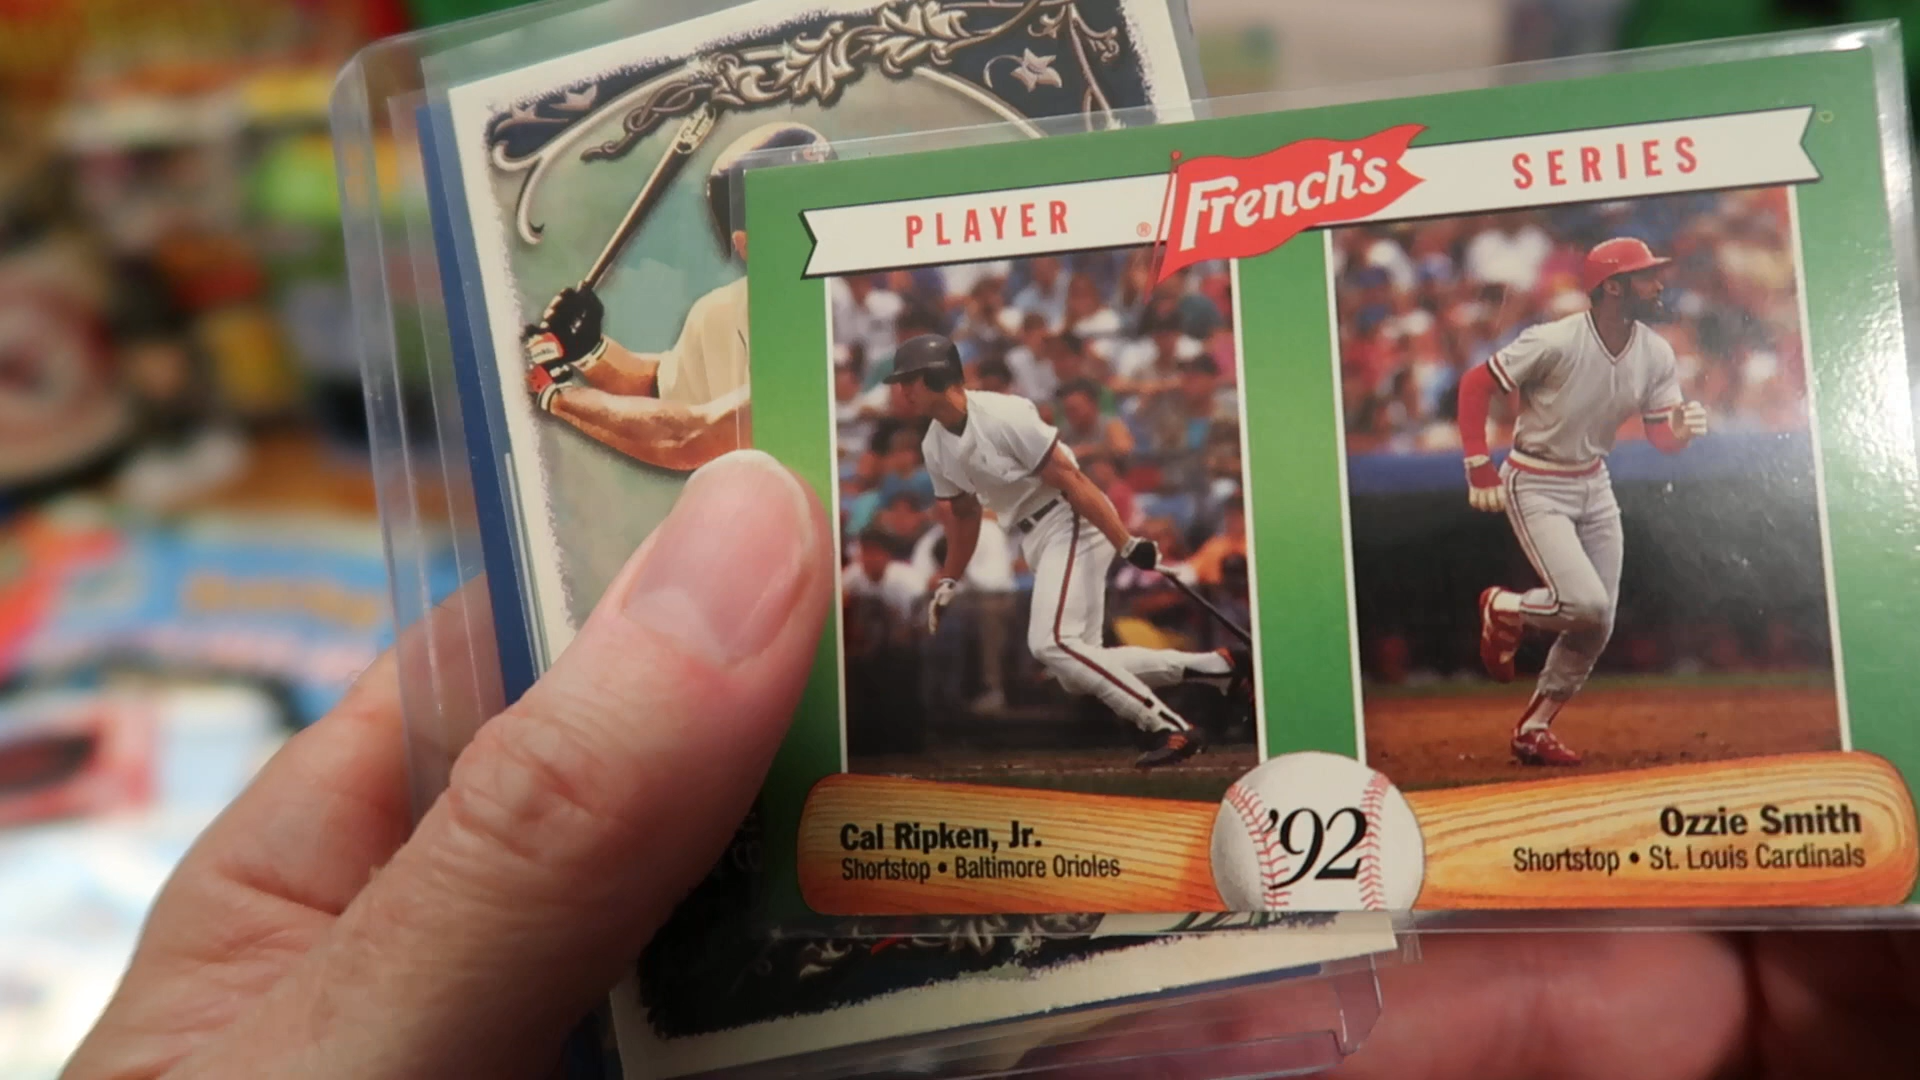 PLAYER ® French's SERIES
Cal Ripken, Jr.
Shortstop • Baltimore Orioles
'92
Ozzie Smith
Shortstop • St. Louis Cardinals